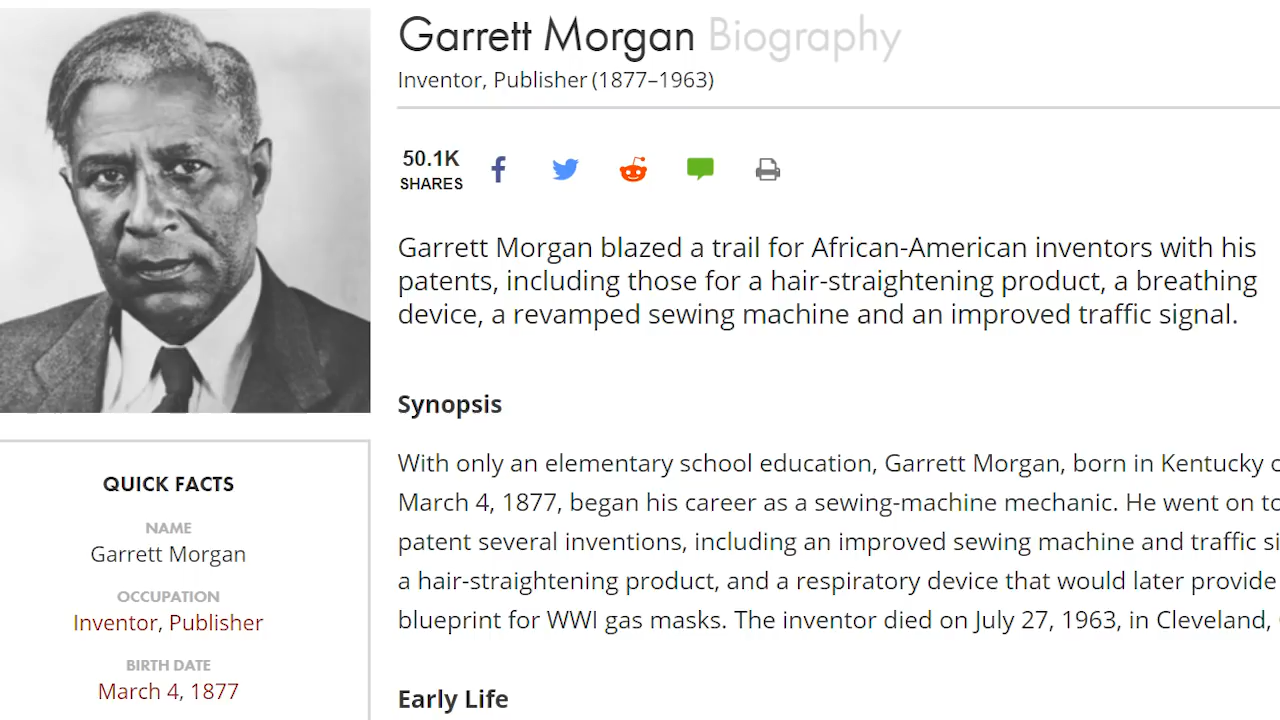 Garrett Morgan Biography
Inventor, Publisher (1877–1963)
50.1K
SHARES
Garrett Morgan blazed a trail for African-American inventors with his
patents, including those for a hair-straightening product, a breathing
device, a revamped sewing machine and an improved traffic signal.
Synopsis
With only an elementary school education, Garrett Morgan, born in Kentucky
March 4, 1877, began his career as a sewing-machine mechanic. He went on to
patent several inventions, including an improved sewing machine and traffic
a hair-straightening product, and a respiratory device that would later provide
blueprint for WWI gas masks. The inventor died on July 27, 1963, in Cleveland,
Early Life
QUICK FACTS
NAME
Garrett Morgan
OCCUPATION
Inventor, Publisher
BIRTH DATE
March 4, 1877